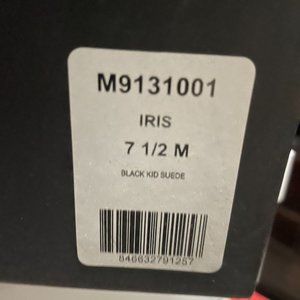 M9131001
IRIS
7 1/2 M
BLACK KID SUEDE
846632791257